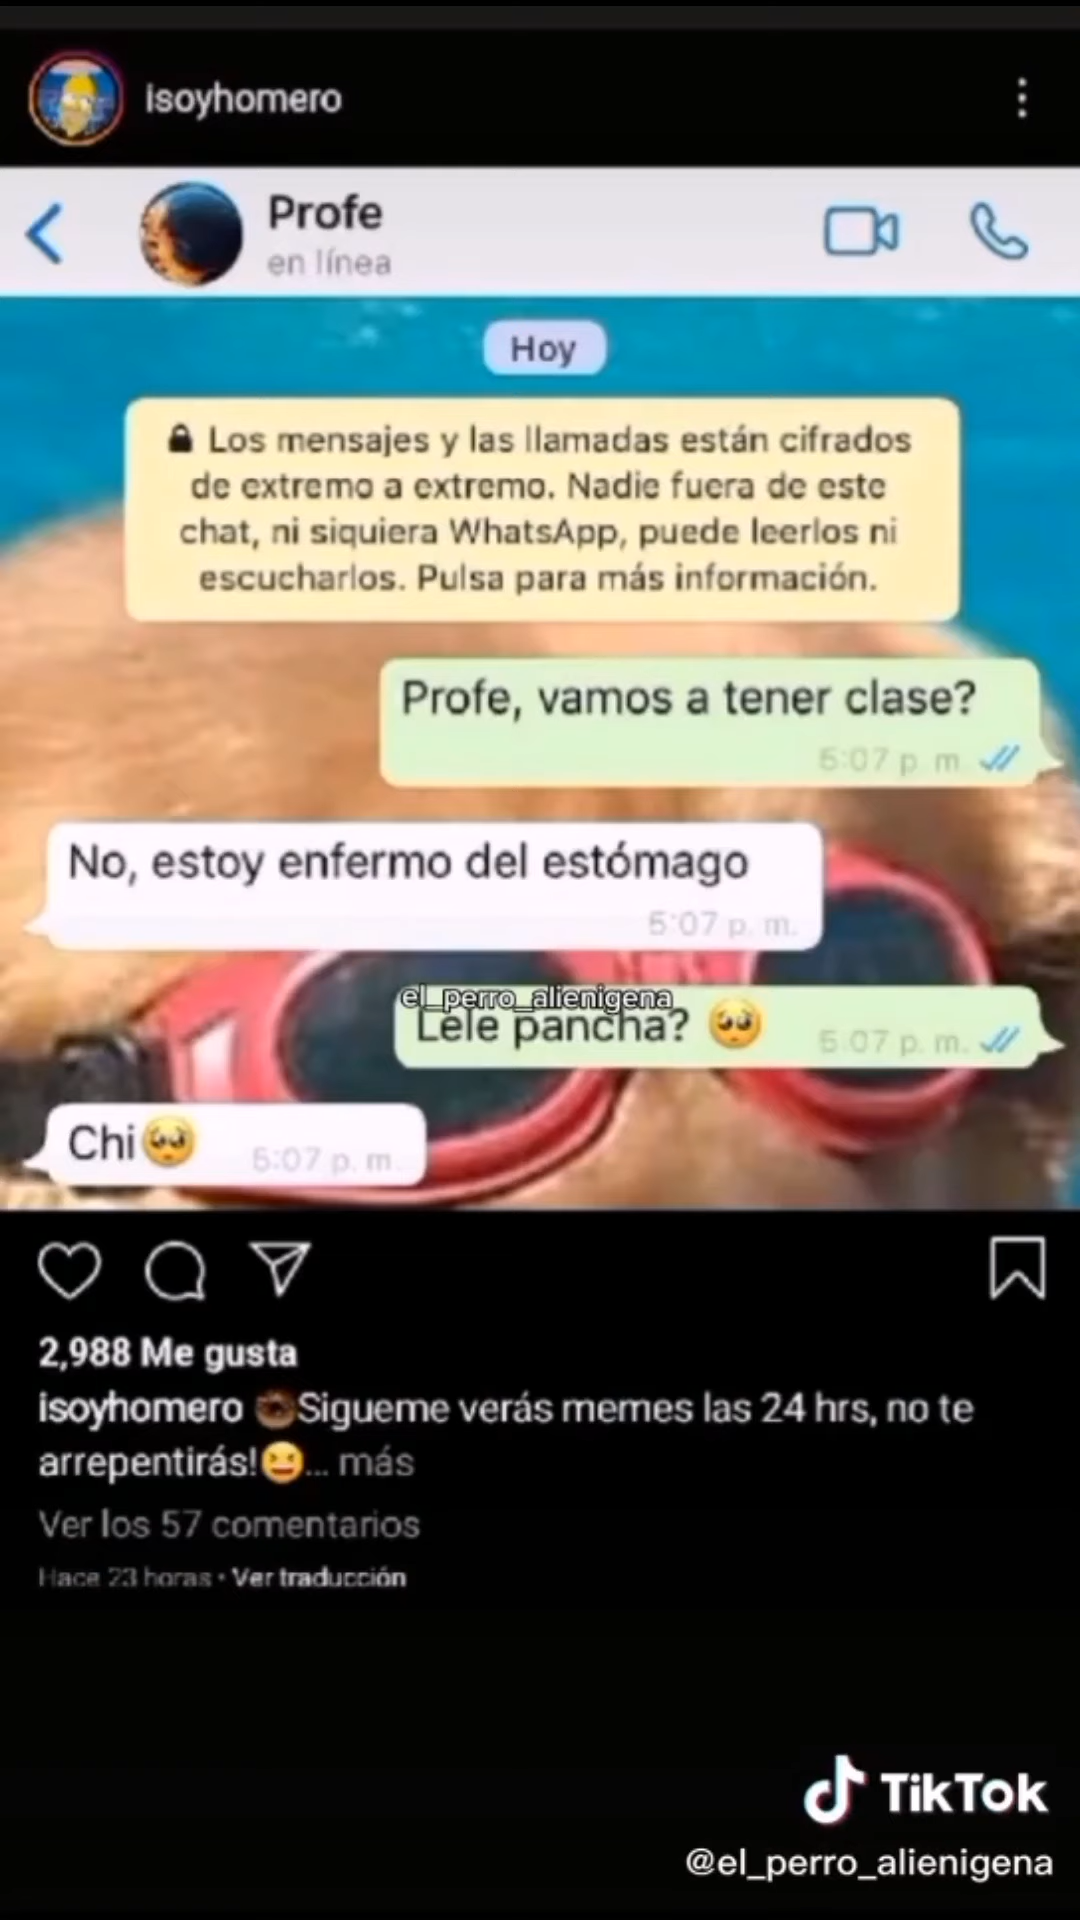 isoyhomero
Profe
en línea
Hoy
Los mensajes y las llamadas están cifrados
de extremo a extremo. Nadie fuera de este
chat, ni siquiera WhatsApp, puede leerlos ni
escucharlos. Pulsa para más información.
Profe, vamos a tener clase?
5:07 p. m.
No, estoy enfermo del estómago
5:07 p. m.
el_perro_alienigena
Lele pancha? 🥺 5:07 p. m.
Chi🥺 5:07 p. m.
2,988 Me gusta
isoyhomero Sigueme verás memes las 24 hrs, no te
arrepentirás!😆... más
Ver los 57 comentarios
Hace 23 horas · Ver traducción
TikTok
@el_perro_alienigena